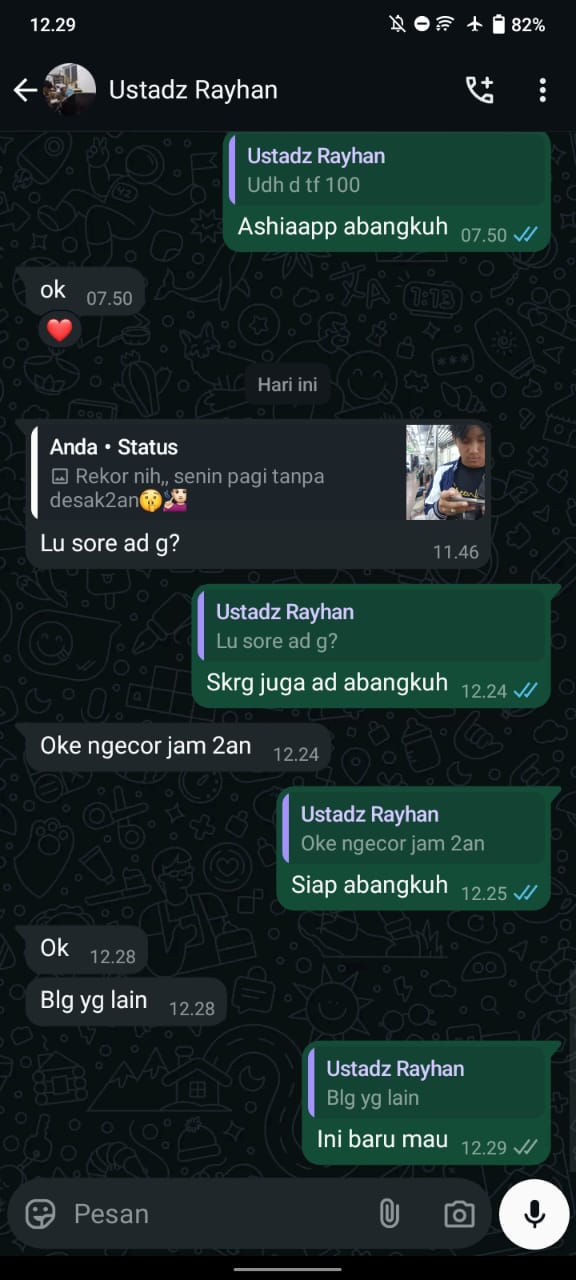 12.29
82%
Ustadz Rayhan
Ustadz Rayhan
Udh d tf 100
Ashiaapp abangkuh 07.50
ok 07.50
Hari ini
Anda • Status
Rekor nih,, senin pagi tanpa
desak2an🤫💁🏻‍♀️
Lu sore ad g? 11.46
Ustadz Rayhan
Lu sore ad g?
Skrg juga ad abangkuh 12.24
Oke ngecor jam 2an 12.24
Ustadz Rayhan
Oke ngecor jam 2an
Siap abangkuh 12.25
Ok 12.28
Blg yg lain 12.28
Ustadz Rayhan
Blg yg lain
Ini baru mau 12.29
Pesan